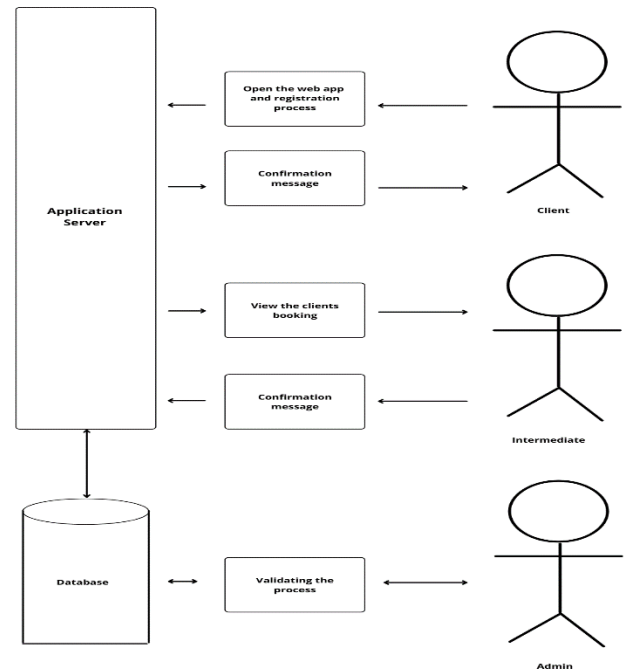 Open the web app
and registration
process
Confirmation
message
Application
Server
Client
View the clients
booking
Confirmation
message
Intermediate
Database
Validating the
process
Admin